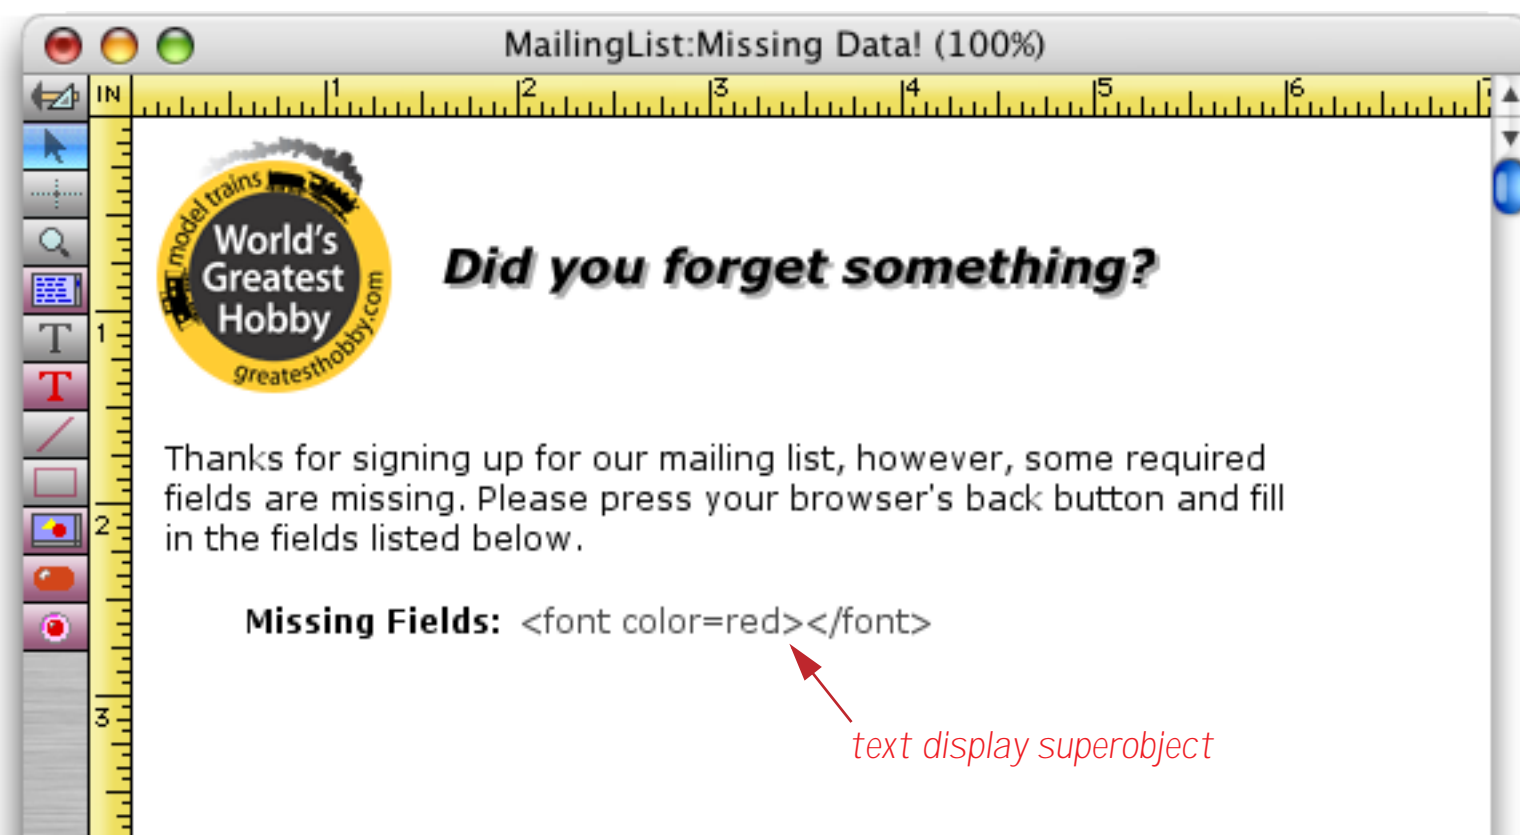 MailingList:Missing Data! (100%)
IN 1 2 3 4 5 6
model trains
World's
Greatest
Hobby
greatesthobby.com
Did you forget something?
1
Thanks for signing up for our mailing list, however, some required
fields are missing. Please press your browser's back button and fill
2
in the fields listed below.
Missing Fields: <font color=red></font>
3
text display superobject
T
T